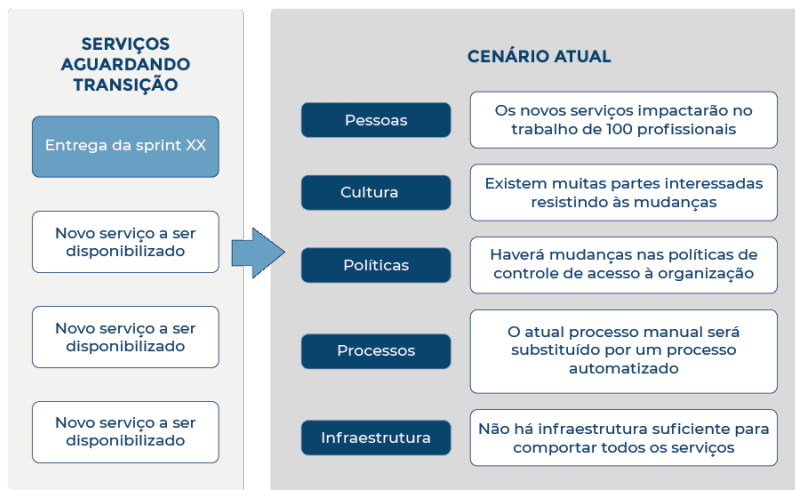 SERVIÇOS
AGUARDANDO
TRANSIÇÃO
Entrega da sprint XX
Novo serviço a ser
disponibilizado
Novo serviço a ser
disponibilizado
Novo serviço a ser
disponibilizado
CENÁRIO ATUAL
Pessoas
Os novos serviços impactarão no
trabalho de 100 profissionais
Cultura
Existem muitas partes interessadas
resistindo às mudanças
Políticas
Haverá mudanças nas políticas de
controle de acesso à organização
Processos
O atual processo manual será
substituído por um processo
automatizado
Infraestrutura
Não há infraestrutura suficiente para
comportar todos os serviços